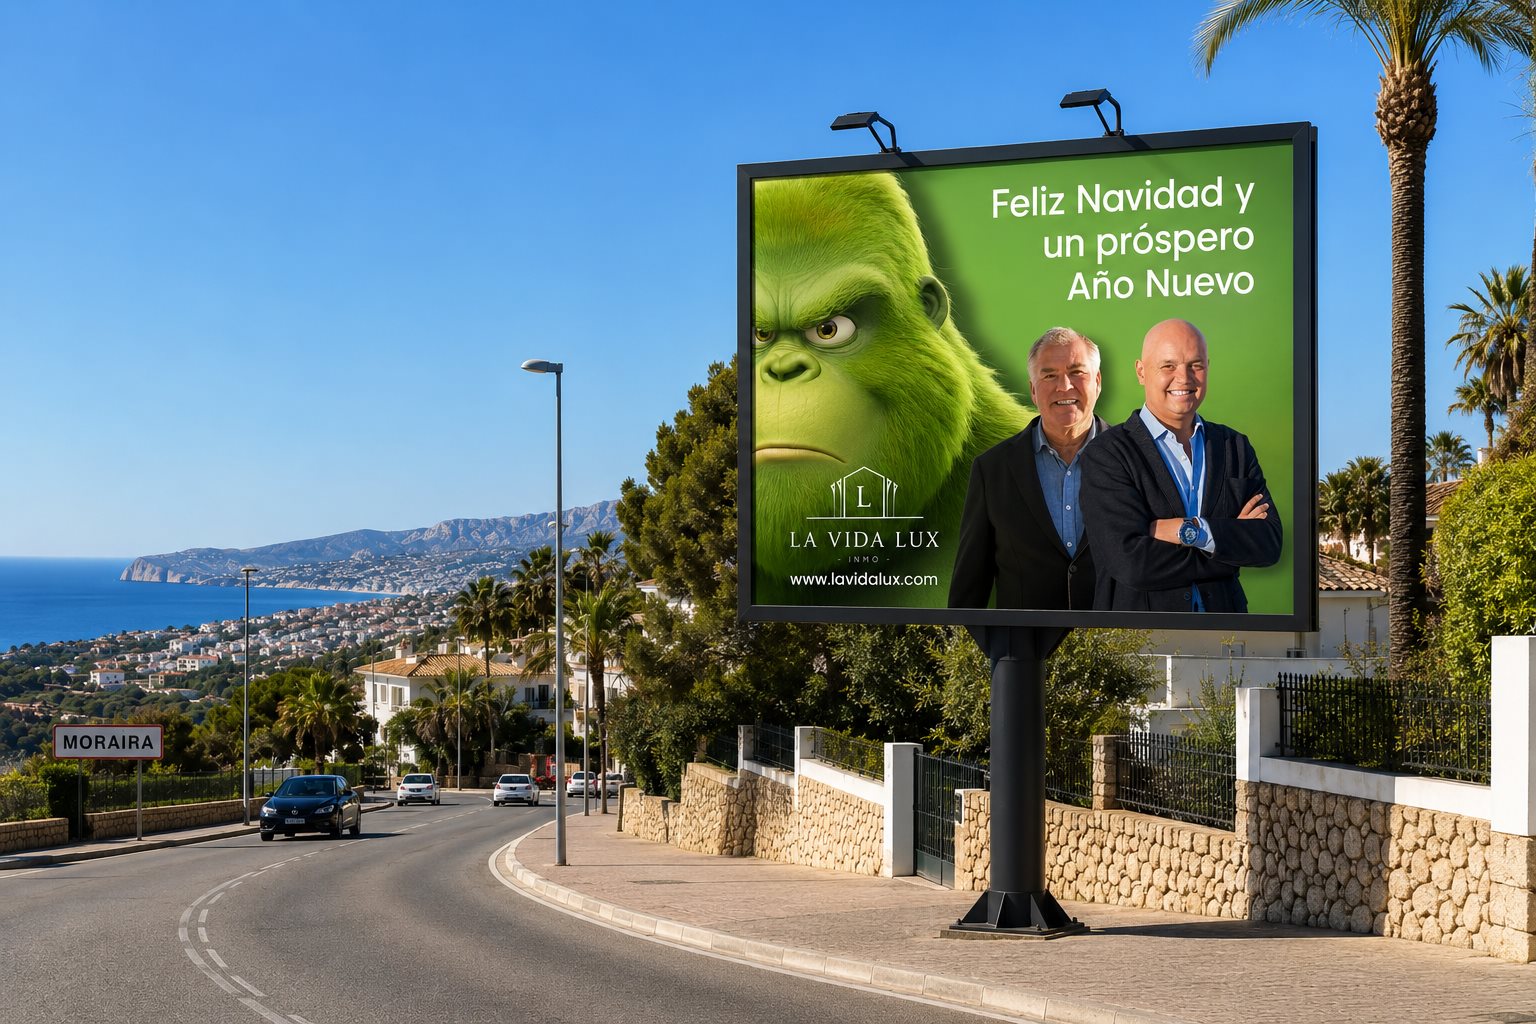 Feliz Navidad y
un próspero
Año Nuevo
L
LA VIDA LUX
- INMO -
www.lavidalux.com
MORAIRA